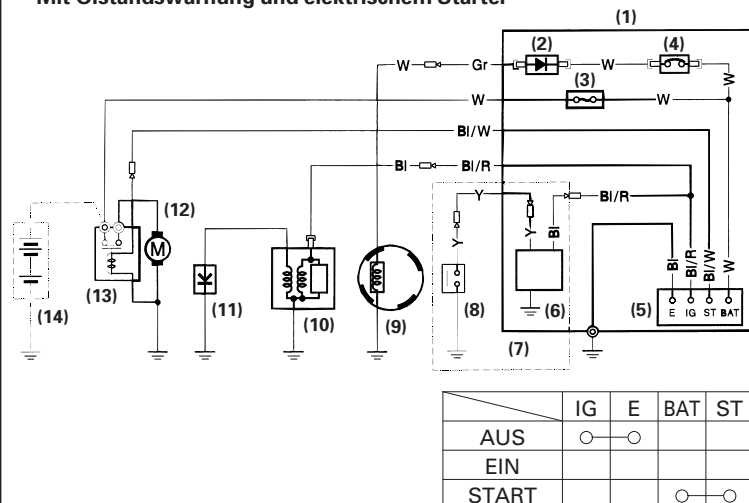 Mit Ölstandswarnung und elektrischem Starter
(1)
(2)
(4)
(3)
W
Gr
W
W
W
W
Bl/W
Bl
Bl/R
Y
Bl/R
(12)
Y
Y
Bl
W
M
Bl
Bl/R
Bl/W
W
(13)
(11)
(10)
(9)
(8)
(6)
(5)
E IG ST BAT
(14)
(7)
IG E BAT ST
AUS
EIN
START